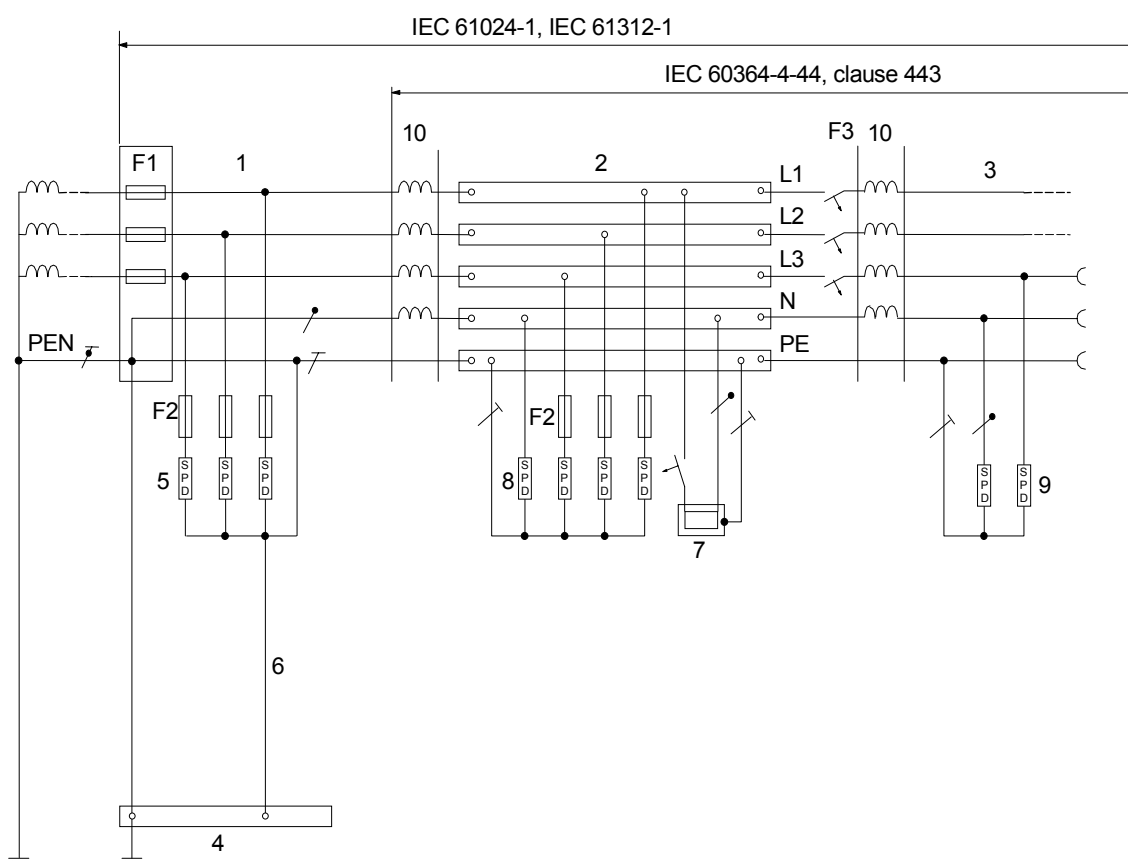 IEC 61024-1, IEC 61312-1
IEC 60364-4-44, clause 443
10
F3
10
F1
1
2
3
L1
L2
L3
N
PEN
PE
F2
F2
5
SPD
SPD
SPD
8
SPD
SPD
SPD
SPD
7
SPD
SPD
9
6
4